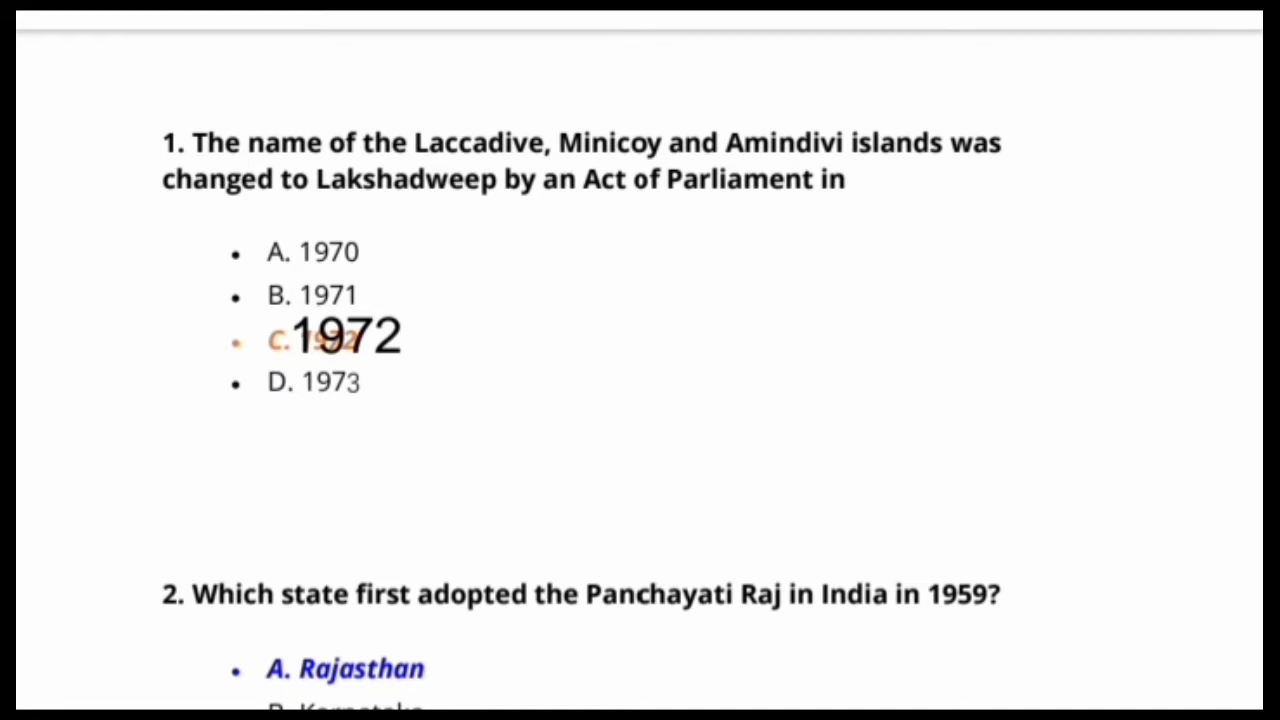 1. The name of the Laccadive, Minicoy and Amindivi islands was
changed to Lakshadweep by an Act of Parliament in
• A. 1970
• B. 1971
• C. 1972
• D. 1973
2. Which state first adopted the Panchayati Raj in India in 1959?
• A. Rajasthan